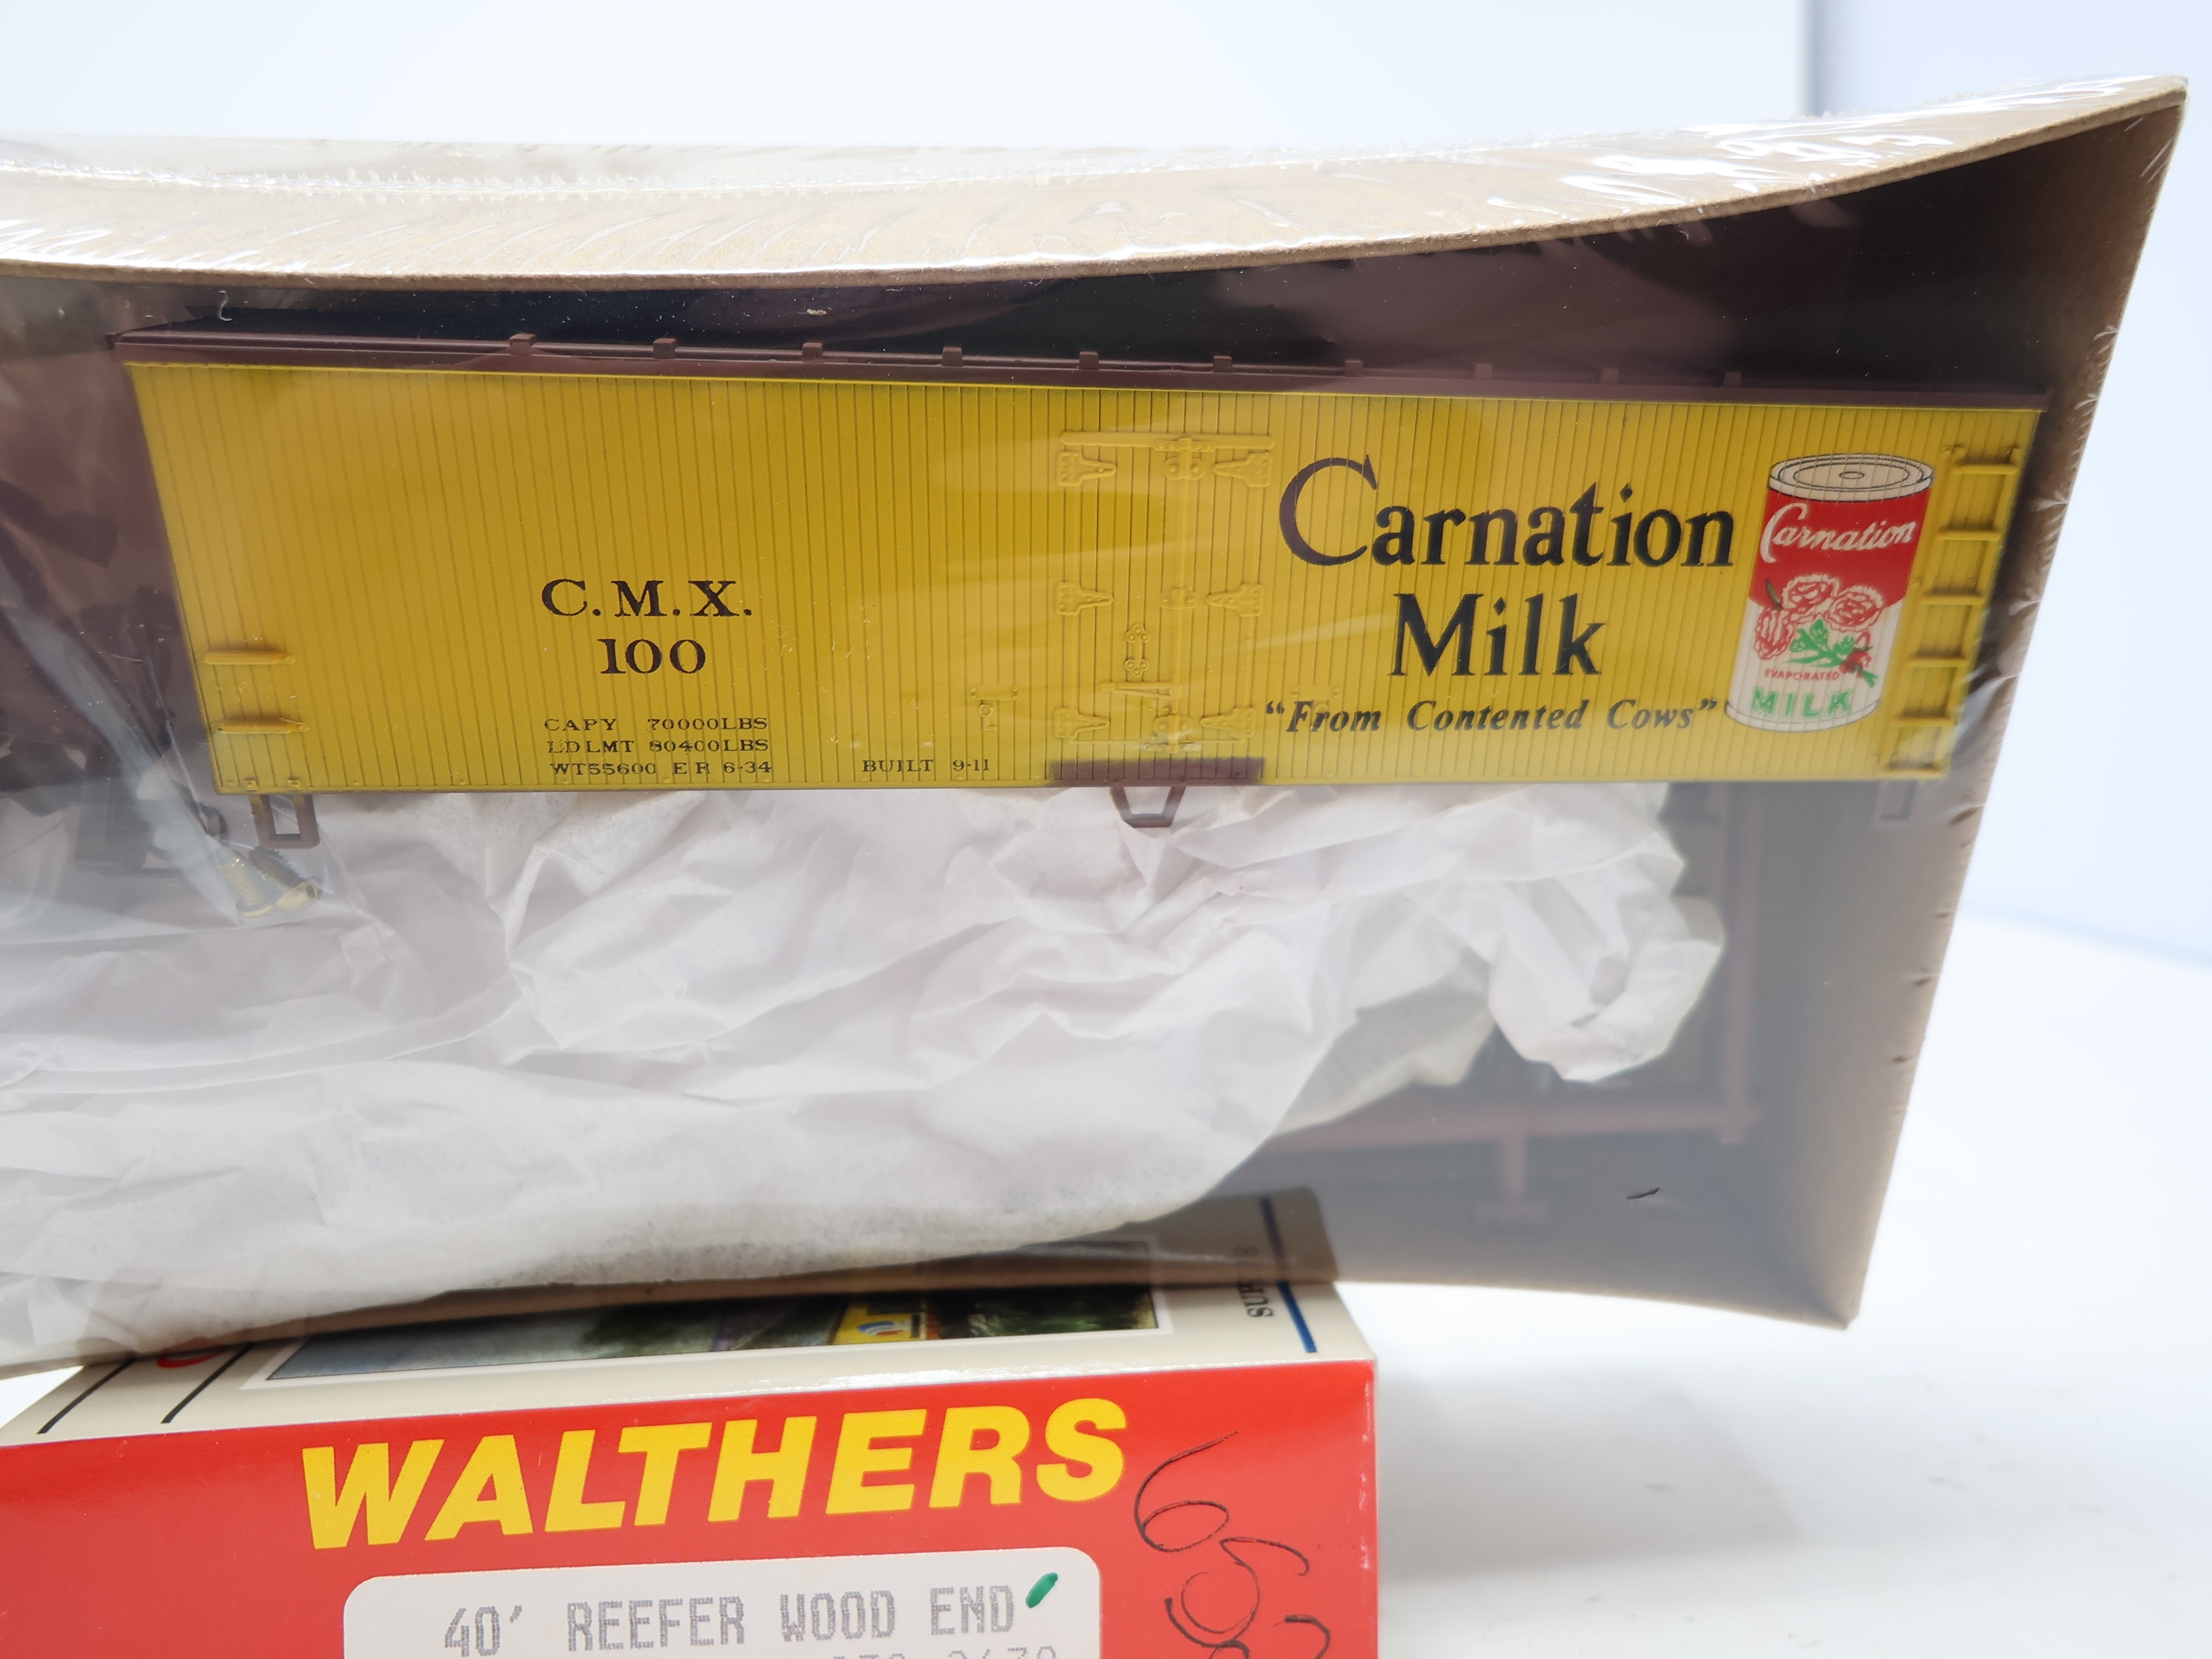 C.M.X.
100
CAPY 70000LBS
LD LMT 80400LBS
WT55600 ER 6-34
BUILT 9-11
Carnation
Milk
"From Contented Cows"
Carnation
EVAPORATED
MILK
WALTHERS
40' REEFER WOOD END